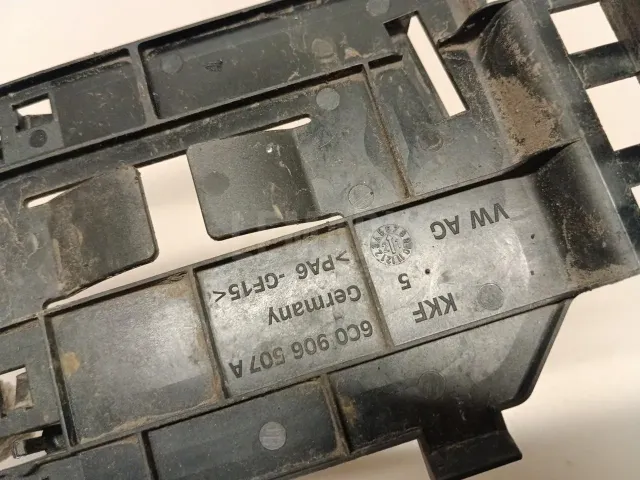 VW AG
KKF
5
>PA6 -GF15<
Germany
6C0 906 507 A